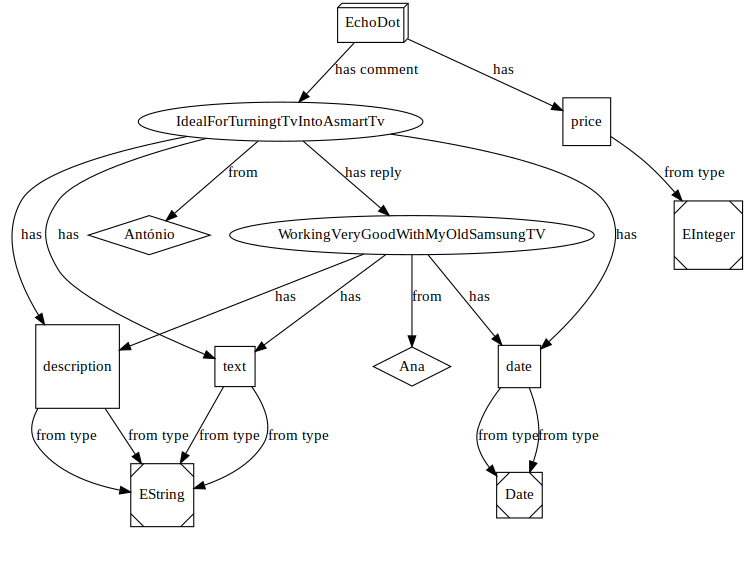 EchoDot
has comment
has
IdealForTurningtTvIntoAsmartTv
price
from
has reply
from type
has
has
António
WorkingVeryGoodWithMyOldSamsungTV
has
EInteger
has
has
from
has
description
text
Ana
date
from type
from type
from type
from type
from type
from type
EString
Date